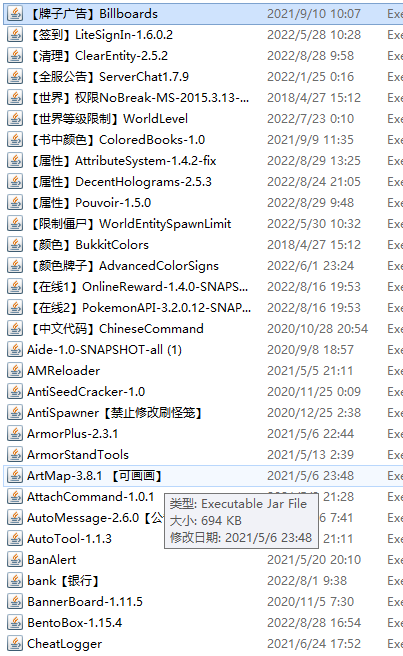 【牌子广告】Billboards 2021/9/10 10:07 Exe
【签到】LiteSignIn-1.6.0.2 2022/5/28 10:28 Exe
【清理】ClearEntity-2.5.2 2022/8/28 9:58 Exe
【全服公告】ServerChat1.7.9 2022/1/25 0:16 Exe
【世界】权限NoBreak-MS-2015.3.13-... 2018/4/27 15:12 Exe
【世界等级限制】WorldLevel 2022/7/23 0:10 Exe
【书中颜色】ColoredBooks-1.0 2021/9/9 11:35 Exe
【属性】AttributeSystem-1.4.2-fix 2022/8/29 13:25 Exe
【属性】DecentHolograms-2.5.3 2022/8/24 21:05 Exe
【属性】Pouvoir-1.5.0 2022/8/29 9:48 Exe
【限制僵尸】WorldEntitySpawnLimit 2022/5/30 10:32 Exe
【颜色】BukkitColors 2018/4/27 15:12 Exe
【颜色牌子】AdvancedColorSigns 2022/6/1 23:24 Exe
【在线1】OnlineReward-1.4.0-SNAPS... 2022/8/16 19:53 Exe
【在线2】PokemonAPI-3.2.0.12-SNAP... 2022/8/16 19:53 Exe
【中文代码】ChineseCommand 2020/10/28 20:54 Exe
Aide-1.0-SNAPSHOT-all (1) 2020/9/8 18:57 Exe
AMReloader 2021/5/5 21:11 Exe
AntiSeedCracker-1.0 2020/11/25 0:09 Exe
AntiSpawner【禁止修改刷怪笼】 2020/12/25 2:38 Exe
ArmorPlus-2.3.1 2021/5/6 22:44 Exe
ArmorStandTools 2021/5/13 2:39 Exe
ArtMap-3.8.1 【可画画】 2021/5/6 23:48 Exe
AttachCommand-1.0.1 21:28 Exe
类型: Executable Jar File
AutoMessage-2.6.0【公 7:41 Exe
大小: 694 KB
AutoTool-1.1.3 Exe
修改日期: 2021/5/6 23:48
BanAlert 2021/5/20 20:10 Exe
bank【银行】 2022/8/1 9:38 Exe
BannerBoard-1.11.5 2020/11/5 7:30 Exe
BentoBox-1.15.4 2022/8/28 16:54 Exe
CheatLogger 2021/6/24 17:52 Exe